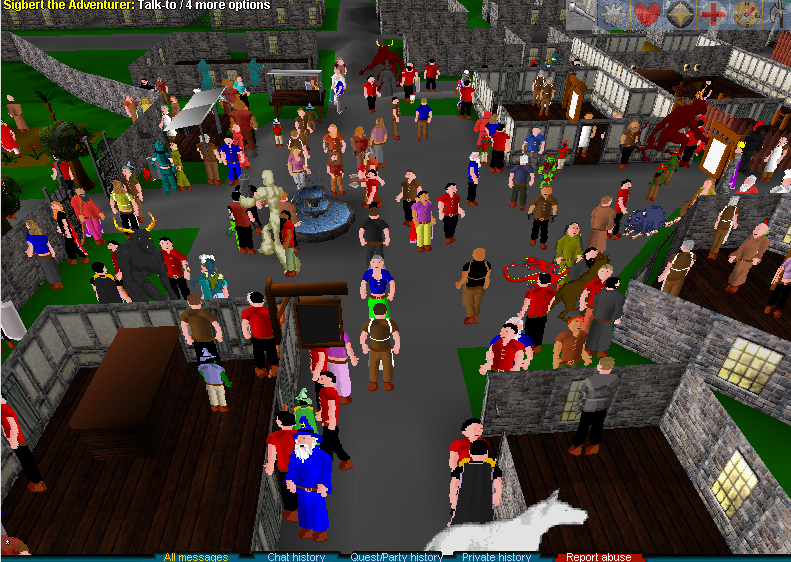 Sigbert the Adventurer: Talk-to / 4 more options
All messages
Chat history
Quest/Party history
Private history
Report abuse